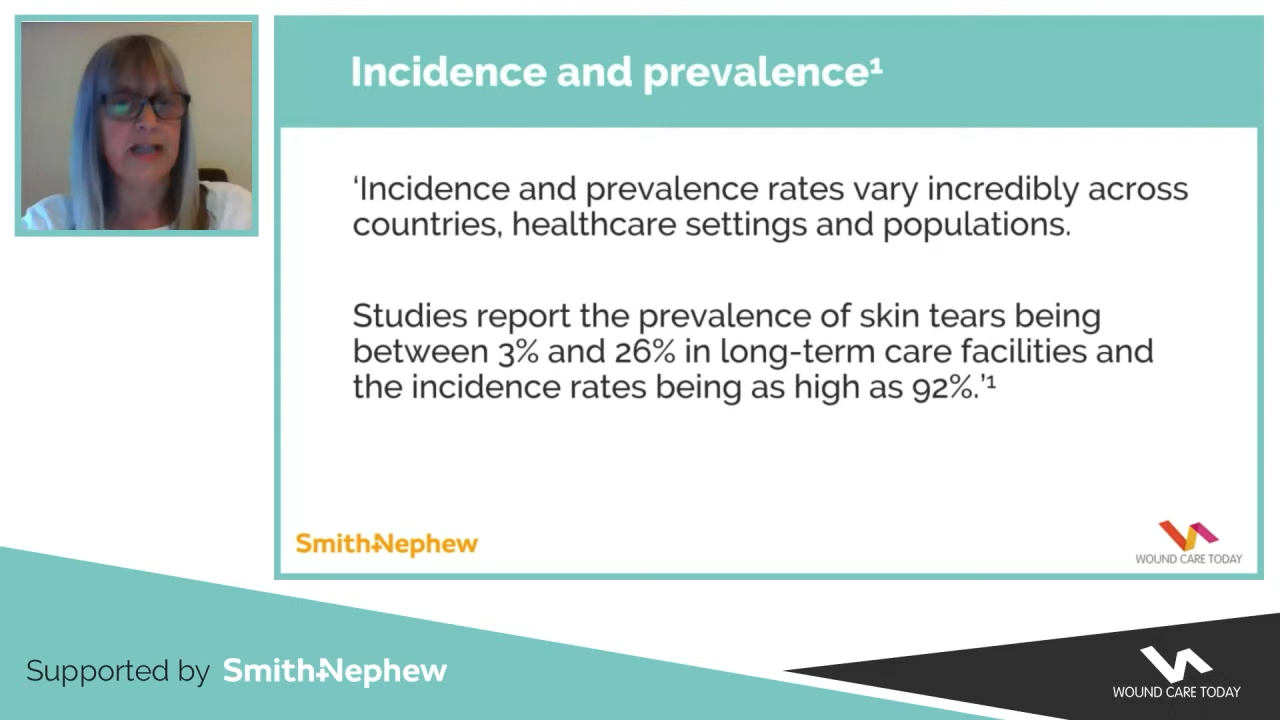 Incidence and prevalence¹
‘Incidence and prevalence rates vary incredibly across
countries, healthcare settings and populations.
Studies report the prevalence of skin tears being
between 3% and 26% in long-term care facilities and
the incidence rates being as high as 92%.’¹
Smith+Nephew
WOUND CARE TODAY
Supported by Smith+Nephew
WOUND CARE TODAY